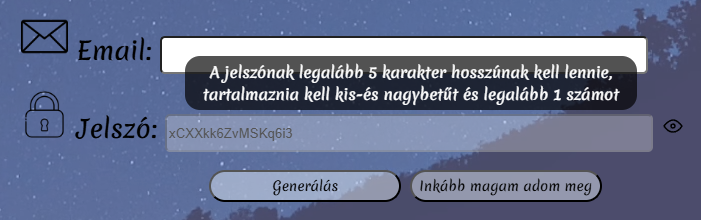 Email:
A jelszónak legalább 5 karakter hosszúnak kell lennie,
tartalmaznia kell kis-és nagybetűt és legalább 1 számot
Jelszó: xCXXkk6ZvMSKq6i3
Generálás Inkább magam adom meg